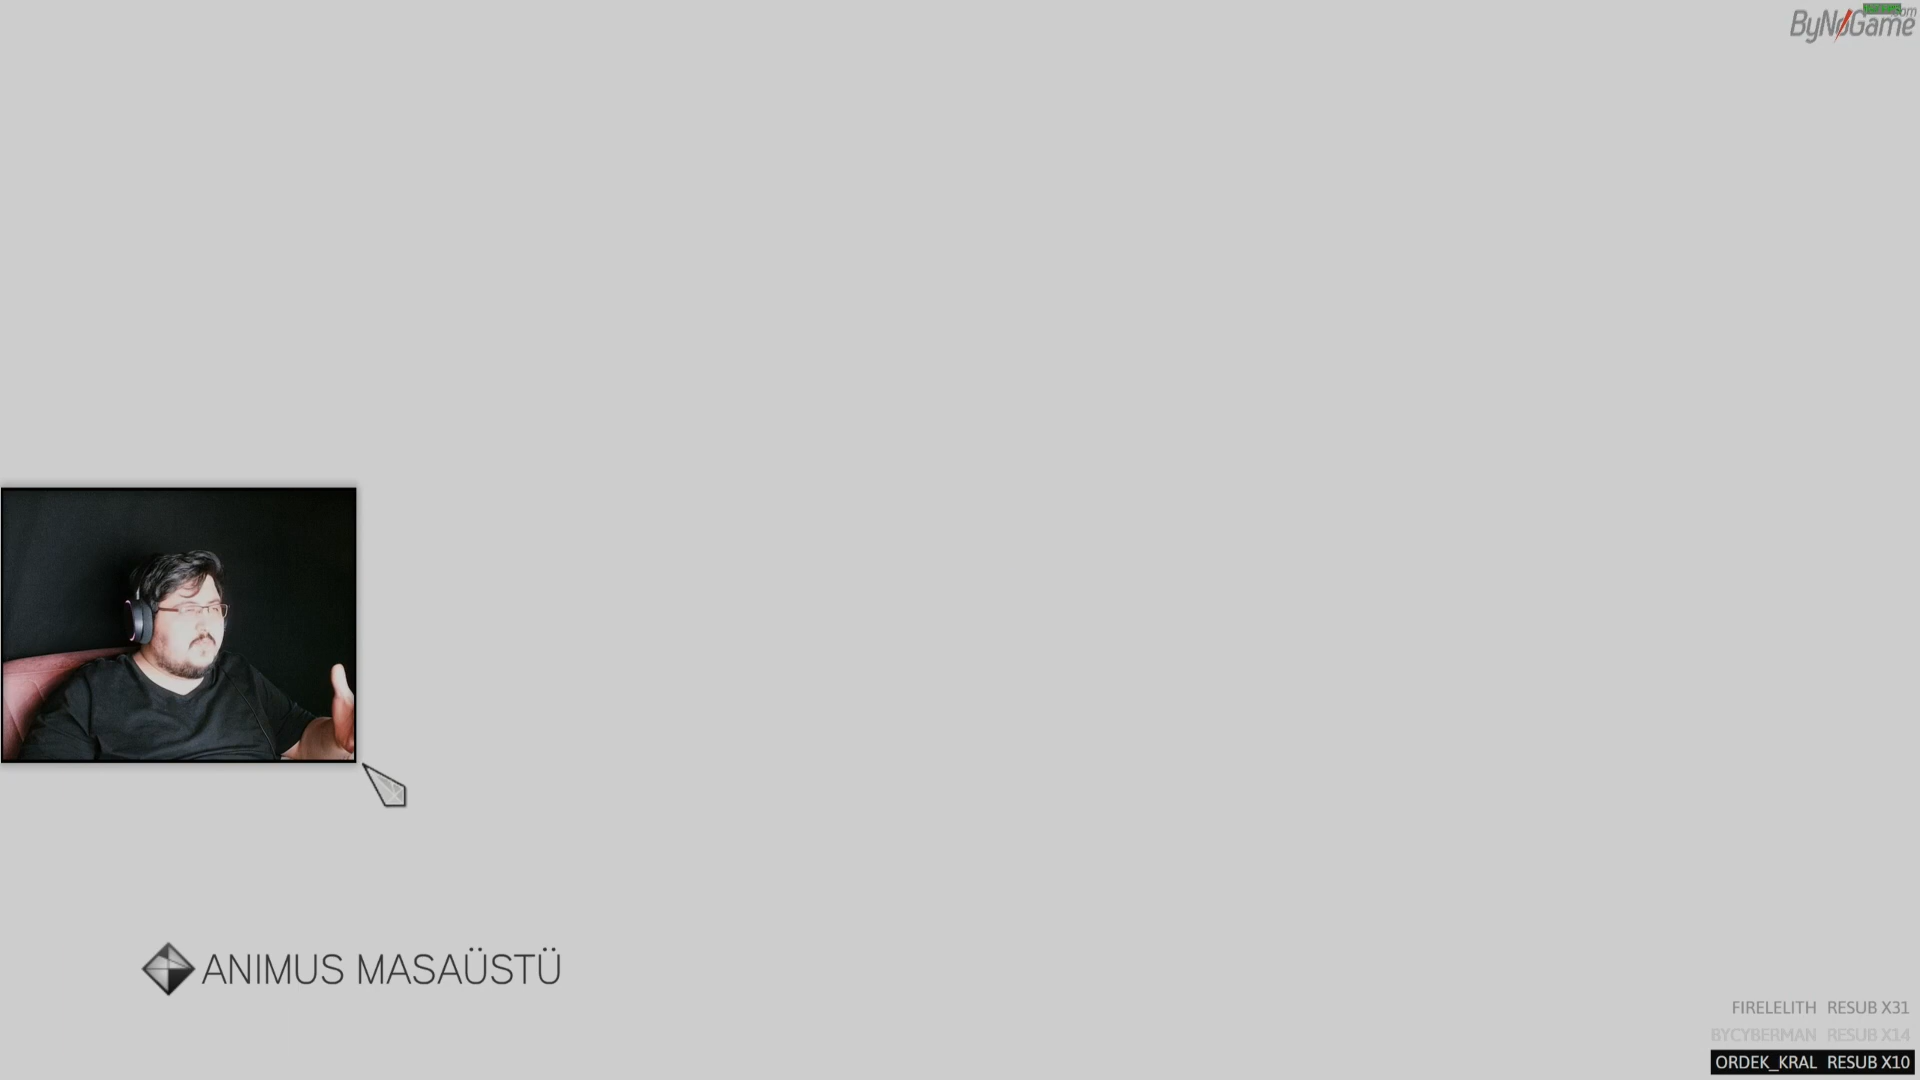 ByNoGame
ANIMUS MASAÜSTÜ
FIRELELITH RESUB X31
BYCYBERMAN RESUB X14
ORDEK_KRAL RESUB X10